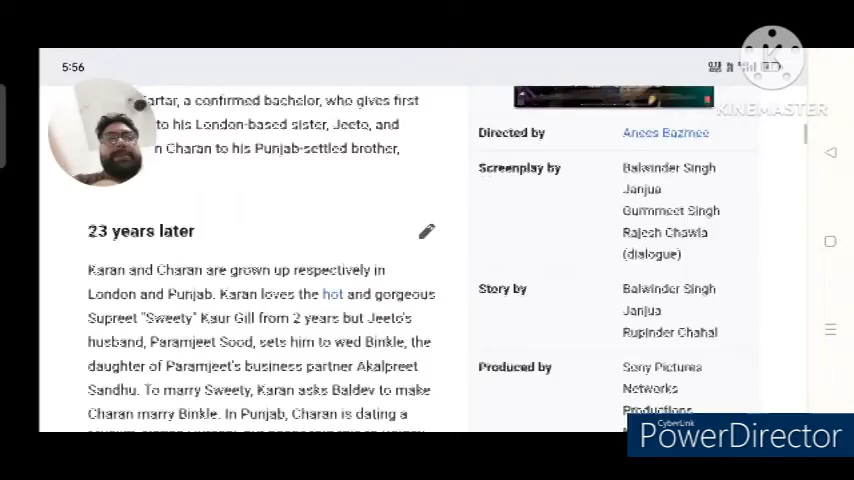 5:56
KINEMASTER
artar, a confirmed bachelor, who gives first
to his London-based sister, Jeeto, and
n Charan to his Punjab-settled brother,
23 years later
Karan and Charan are grown up respectively in
London and Punjab. Karan loves the hot and gorgeous
Supreet "Sweety" Kaur Gill from 2 years but Jeeto's
husband, Paramjeet Sood, sets him to wed Binkle, the
daughter of Paramjeet's business partner Akalpreet
Sandhu. To marry Sweety, Karan asks Baldev to make
Charan marry Binkle. In Punjab, Charan is dating a
Directed by
Anees Bazmee
Screenplay by
Balwinder Singh
Janjua
Gurmmeet Singh
Rajesh Chawla
(dialogue)
Story by
Balwinder Singh
Janjua
Rupinder Chahal
Produced by
Sony Pictures
Networks
Productions
CyberLink
PowerDirector